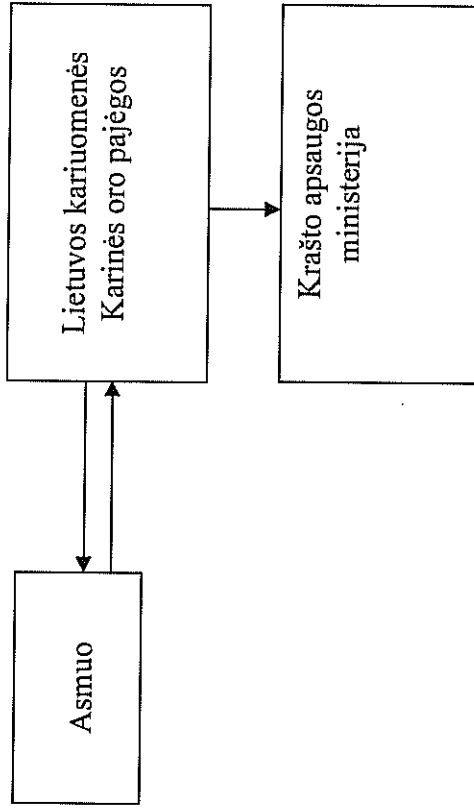 Asmuo
Lietuvos kariuomenės
Karinės oro pajėgos
Krašto apsaugos
ministerija